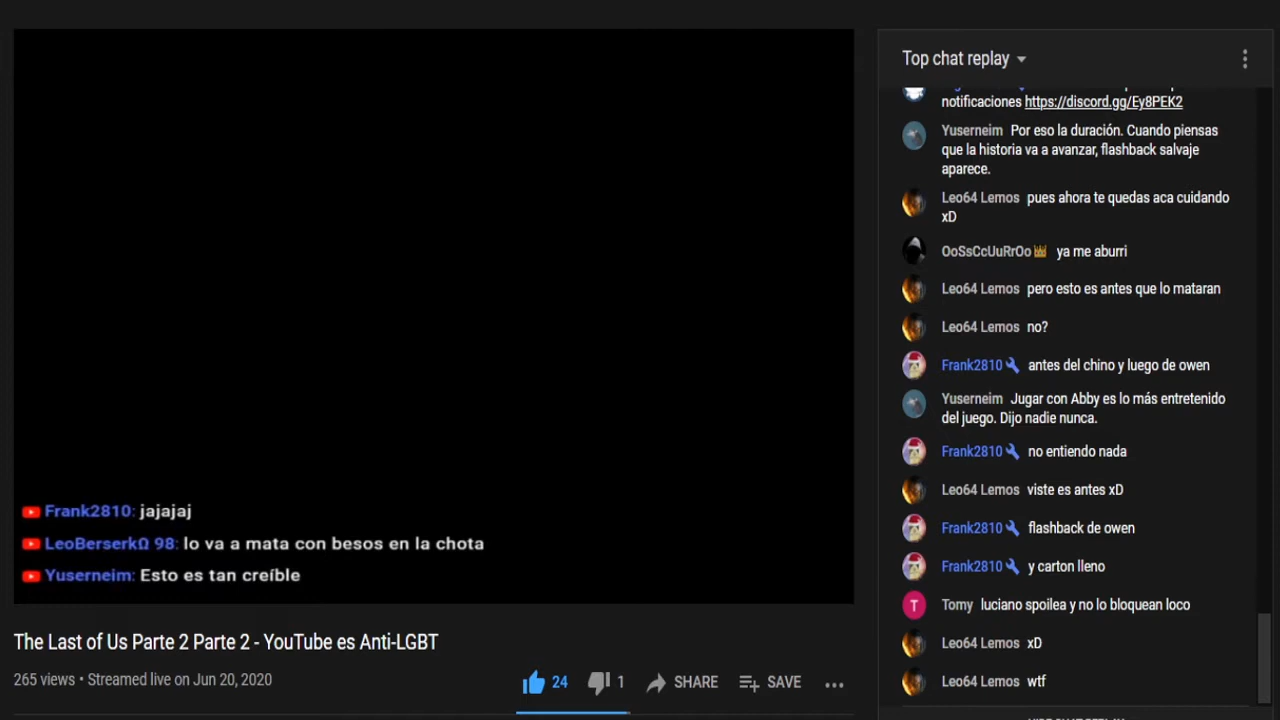 Top chat replay
notificaciones https://discord.gg/Ey8PEK2
Yuserneim Por eso la duración. Cuando piensas
que la historia va a avanzar, flashback salvaje
aparece.
Leo64 Lemos pues ahora te quedas aca cuidando
xD
OoSsCcUuRrOo ya me aburri
Leo64 Lemos pero esto es antes que lo mataran
Leo64 Lemos no?
Frank2810 antes del chino y luego de owen
Yuserneim Jugar con Abby es lo más entretenido
del juego. Dijo nadie nunca.
Frank2810 no entiendo nada
Leo64 Lemos viste es antes xD
Frank2810 flashback de owen
Frank2810 y carton lleno
T Tomy luciano spoilea y no lo bloquean loco
Leo64 Lemos xD
Leo64 Lemos wtf
Frank2810: jajajaj
LeoBerserkΩ 98: lo va a mata con besos en la chota
Yuserneim: Esto es tan creíble
The Last of Us Parte 2 Parte 2 - YouTube es Anti-LGBT
265 views • Streamed live on Jun 20, 2020
24 1 SHARE SAVE